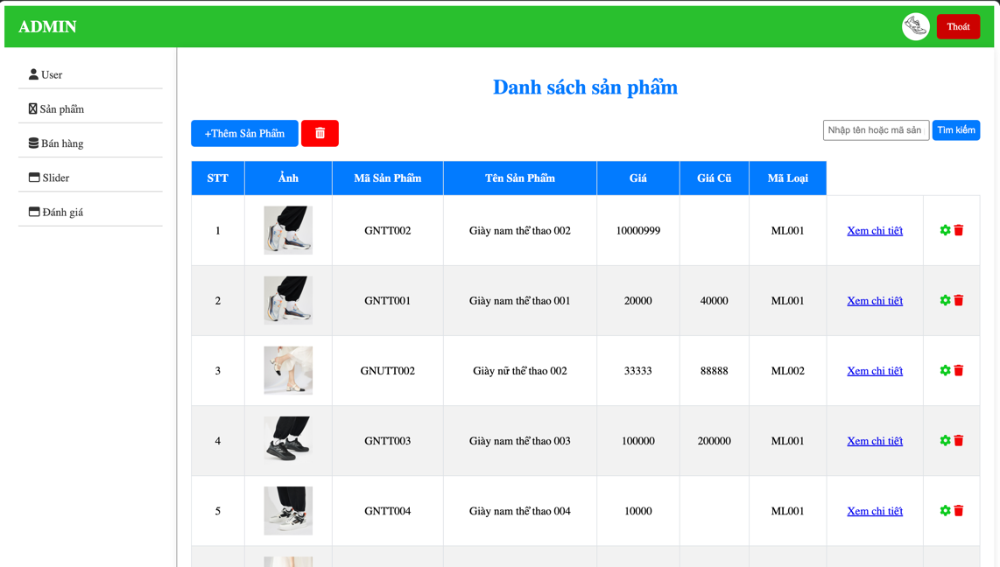 ADMIN
Thoát
User
Sản phẩm
Bán hàng
Slider
Đánh giá
Danh sách sản phẩm
+Thêm Sản Phẩm
Nhập tên hoặc mã sản
Tìm kiếm
STT Ảnh Mã Sản Phẩm Tên Sản Phẩm Giá Giá Cũ Mã Loại
1 GNTT002 Giày nam thể thao 002 10000999 ML001 Xem chi tiết
2 GNTT001 Giày nam thể thao 001 20000 40000 ML001 Xem chi tiết
3 GNUTT002 Giày nữ thể thao 002 33333 88888 ML002 Xem chi tiết
4 GNTT003 Giày nam thể thao 003 100000 200000 ML001 Xem chi tiết
5 GNTT004 Giày nam thể thao 004 10000 ML001 Xem chi tiết